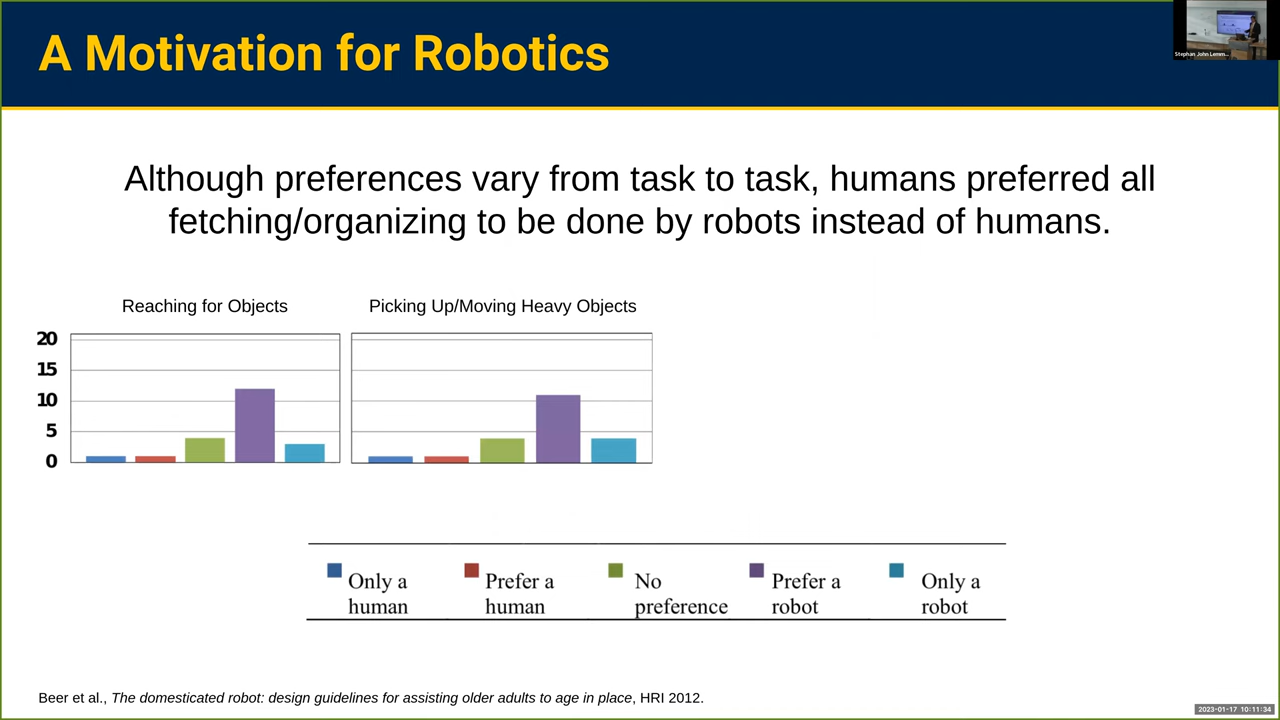 A Motivation for Robotics
Stephan John Lemm...
Although preferences vary from task to task, humans preferred all
fetching/organizing to be done by robots instead of humans.
Reaching for Objects
Picking Up/Moving Heavy Objects
20
15
10
5
0
Only a
human
Prefer a
human
No
preference
Prefer a
robot
Only a
robot
Beer et al., The domesticated robot: design guidelines for assisting older adults to age in place, HRI 2012.
2023-01-17 10:11:34